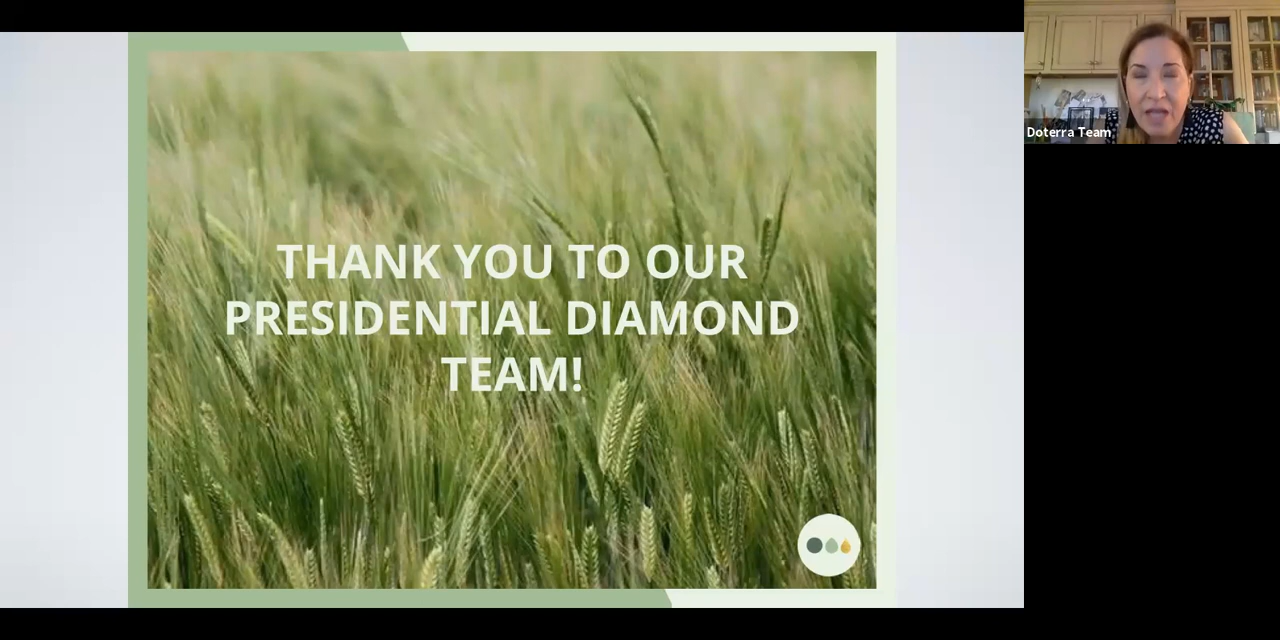 THANK YOU TO OUR
PRESIDENTIAL DIAMOND
TEAM!
Doterra Team